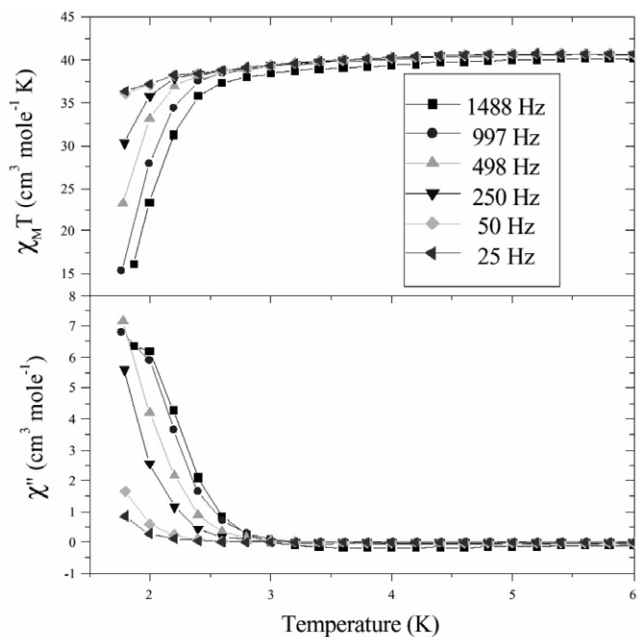 45
40
35
30
25
20
15
χ_M T (cm³ mole⁻¹ K)
1488 Hz
997 Hz
498 Hz
250 Hz
50 Hz
25 Hz
8
7
6
5
4
3
2
1
0
-1
χ" (cm³ mole⁻¹)
2 3 4 5 6
Temperature (K)